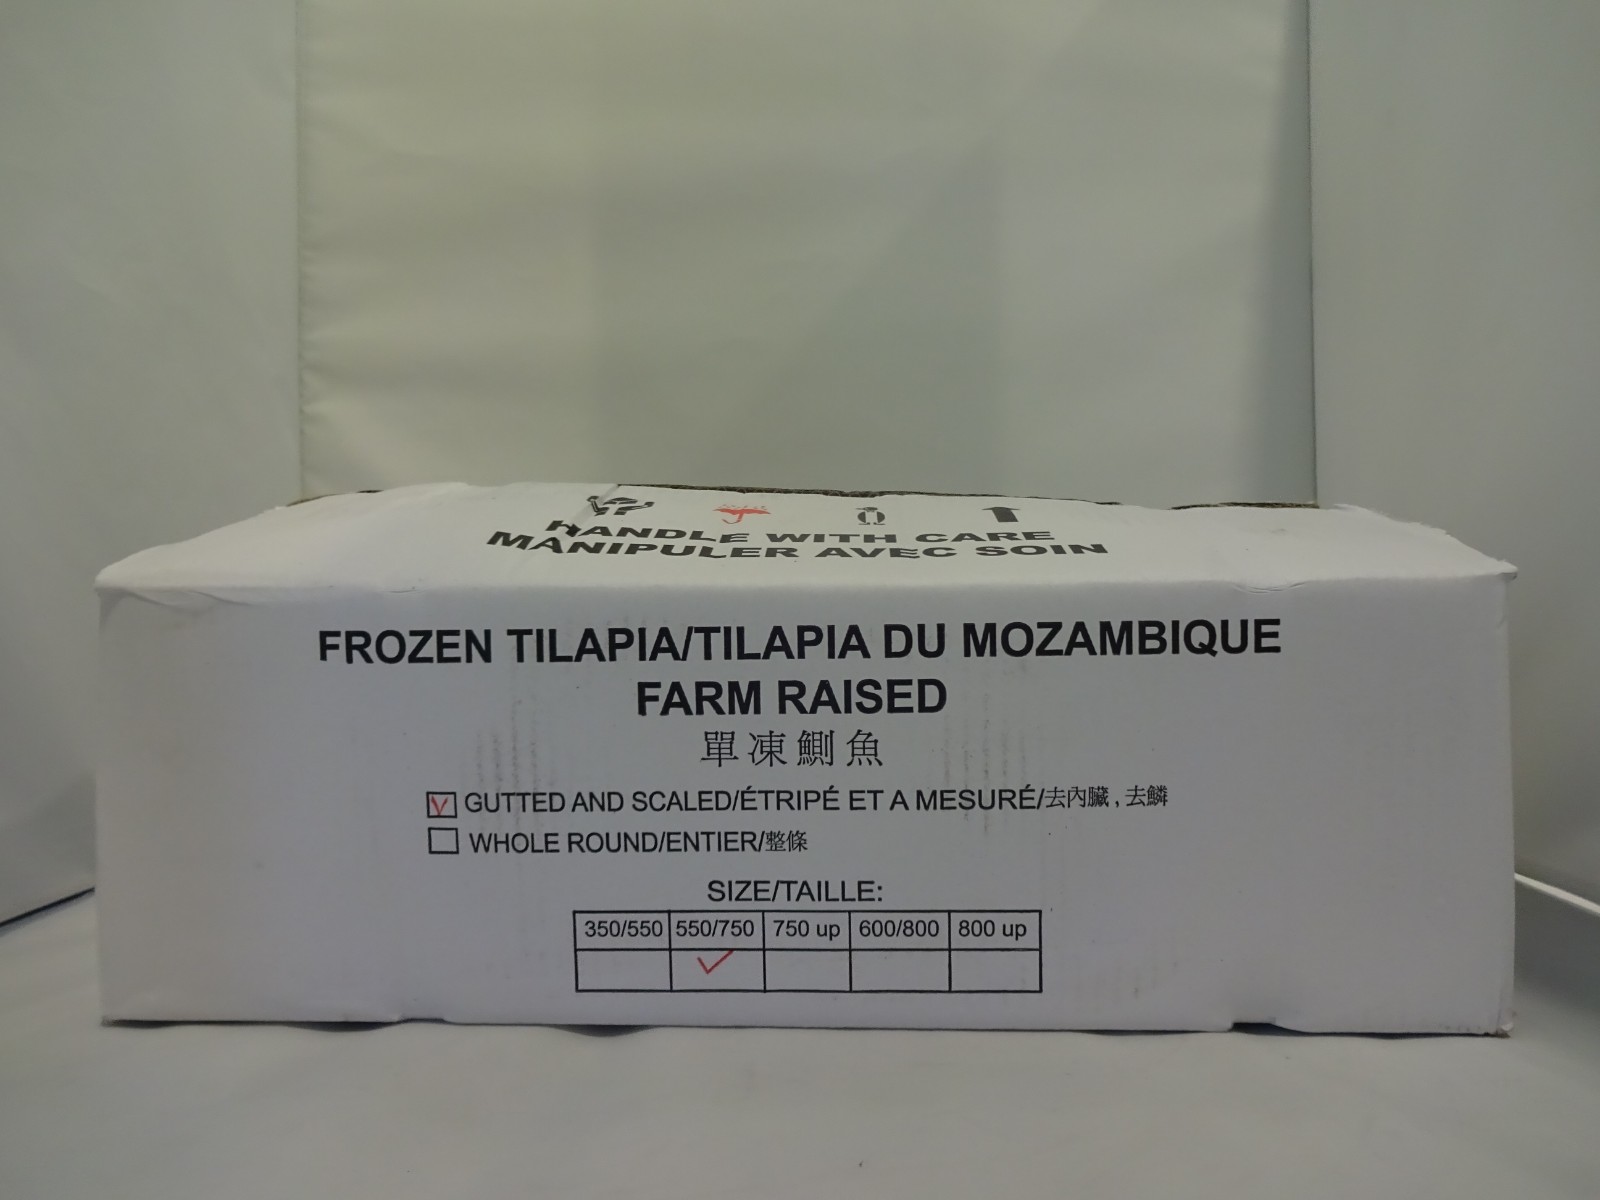 HANDLE WITH CARE
MANIPULER AVEC SOIN
FROZEN TILAPIA/TILAPIA DU MOZAMBIQUE
FARM RAISED
單凍鰂魚
GUTTED AND SCALED/ÉTRIPÉ ET A MESURÉ/去內臟,去鱗
WHOLE ROUND/ENTIER/整條
SIZE/TAILLE:
350/550 550/750 750 up 600/800 800 up